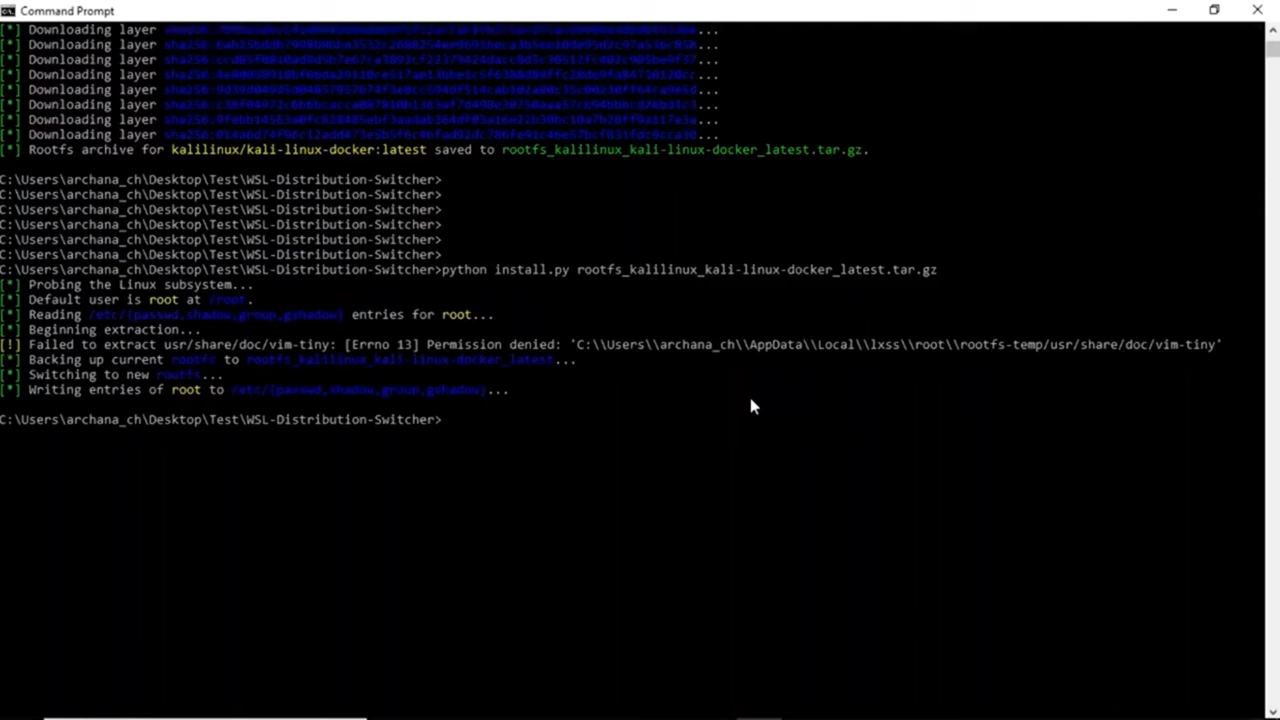 Command Prompt
[*] Downloading layer ...
[*] Downloading layer ...
[*] Downloading layer ...
[*] Downloading layer ...
[*] Downloading layer ...
[*] Downloading layer ...
[*] Downloading layer ...
[*] Downloading layer ...
[*] Rootfs archive for kalilinux/kali-linux-docker:latest saved to rootfs_kalilinux_kali-linux-docker_latest.tar.gz.
C:\Users\archana_ch\Desktop\Test\WSL-Distribution-Switcher>
C:\Users\archana_ch\Desktop\Test\WSL-Distribution-Switcher>
C:\Users\archana_ch\Desktop\Test\WSL-Distribution-Switcher>
C:\Users\archana_ch\Desktop\Test\WSL-Distribution-Switcher>
C:\Users\archana_ch\Desktop\Test\WSL-Distribution-Switcher>
C:\Users\archana_ch\Desktop\Test\WSL-Distribution-Switcher>
C:\Users\archana_ch\Desktop\Test\WSL-Distribution-Switcher>python install.py rootfs_kalilinux_kali-linux-docker_latest.tar.gz
[*] Probing the Linux subsystem...
[*] Default user is root at /root.
[*] Reading /etc/{passwd,shadow,group,gshadow} entries for root...
[*] Beginning extraction...
[!] Failed to extract usr/share/doc/vim-tiny: [Errno 13] Permission denied: 'C:\\Users\\archana_ch\\AppData\\Local\\lxss\\root\\rootfs-temp/usr/share/doc/vim-tiny'
[*] Backing up current rootfs to rootfs_kalilinux_kali-linux-docker_latest...
[*] Switching to new rootfs...
[*] Writing entries of root to /etc/{passwd,shadow,group,gshadow}...
C:\Users\archana_ch\Desktop\Test\WSL-Distribution-Switcher>